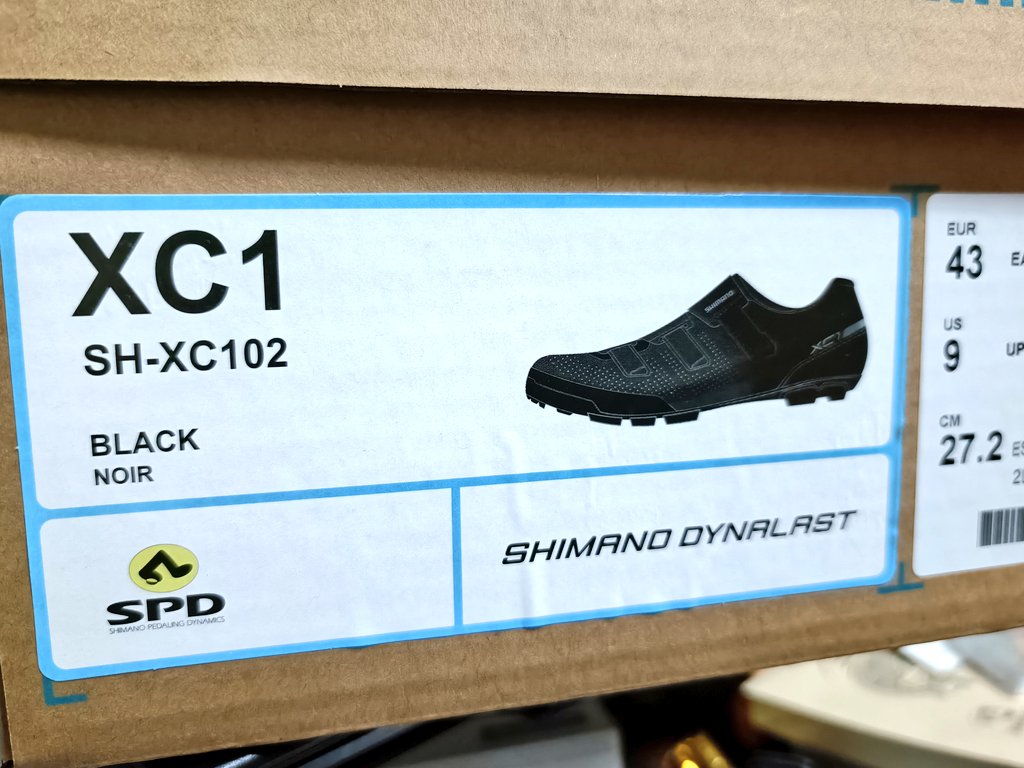 XC1
SH-XC102
BLACK
NOIR
SHIMANO
XC1
SPD
SHIMANO PEDALING DYNAMICS
SHIMANO DYNALAST
EUR
43
US
9
CM
27.2